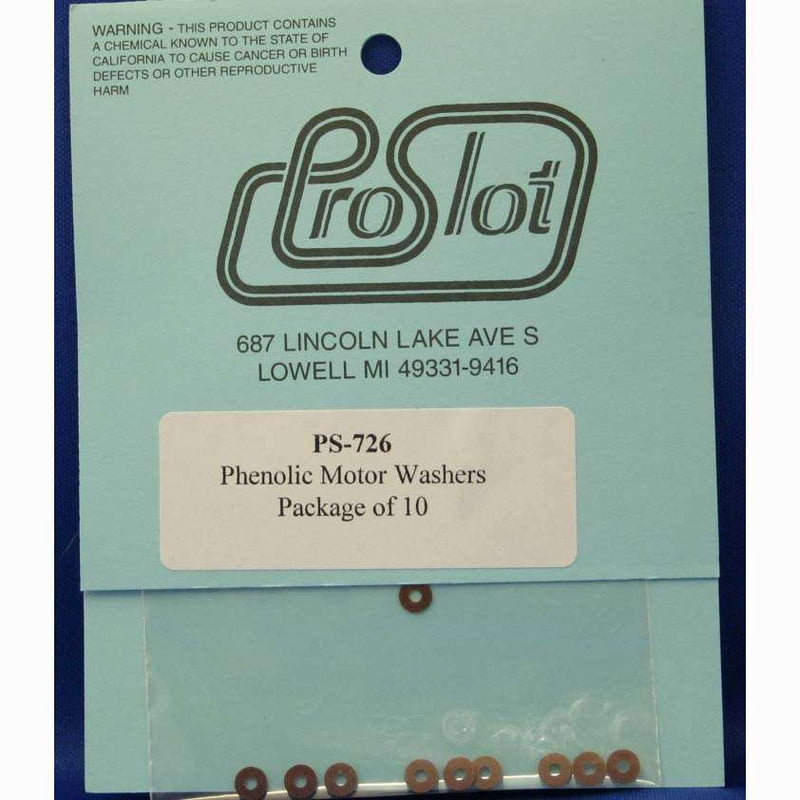 WARNING - THIS PRODUCT CONTAINS
A CHEMICAL KNOWN TO THE STATE OF
CALIFORNIA TO CAUSE CANCER OR BIRTH
DEFECTS OR OTHER REPRODUCTIVE
HARM
ProSlot
687 LINCOLN LAKE AVE S
LOWELL MI 49331-9416
PS-726
Phenolic Motor Washers
Package of 10